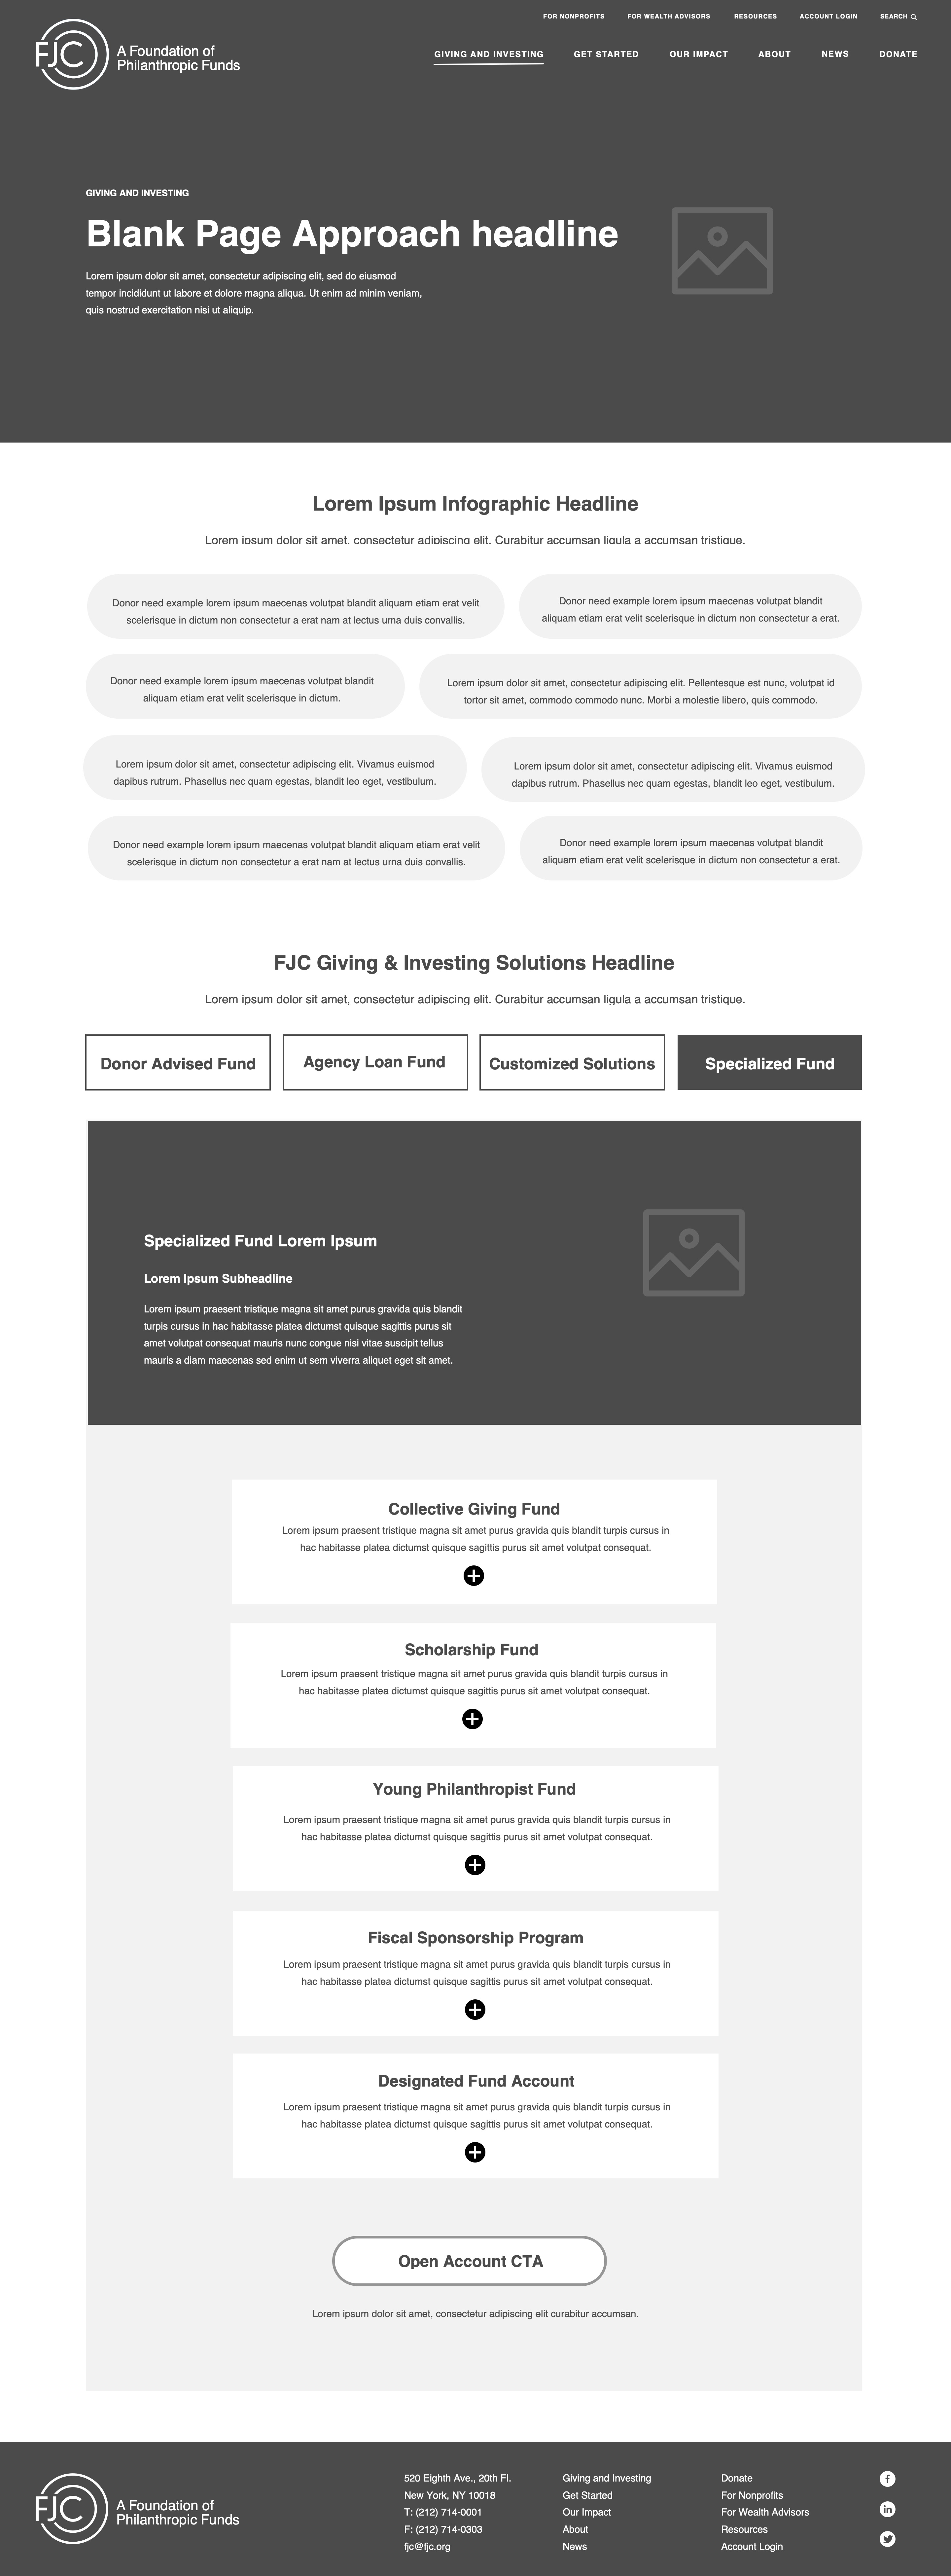 FOR NONPROFITS FOR WEALTH ADVISORS RESOURCES ACCOUNT LOGIN SEARCH
FJC
A Foundation of
Philanthropic Funds
GIVING AND INVESTING GET STARTED OUR IMPACT ABOUT NEWS DONATE
GIVING AND INVESTING
Blank Page Approach headline
Lorem ipsum dolor sit amet, consectetur adipiscing elit, sed do eiusmod
tempor incididunt ut labore et dolore magna aliqua. Ut enim ad minim veniam,
quis nostrud exercitation nisi ut aliquip.
Lorem Ipsum Infographic Headline
Lorem ipsum dolor sit amet, consectetur adipiscing elit. Curabitur accumsan ligula a accumsan tristique.
Donor need example lorem ipsum maecenas volutpat blandit aliquam etiam erat velit
scelerisque in dictum non consectetur a erat nam at lectus urna duis convallis.
Donor need example lorem ipsum maecenas volutpat blandit
aliquam etiam erat velit scelerisque in dictum non consectetur a erat.
Donor need example lorem ipsum maecenas volutpat blandit
aliquam etiam erat velit scelerisque in dictum.
Lorem ipsum dolor sit amet, consectetur adipiscing elit. Pellentesque est nunc, volutpat id
tortor sit amet, commodo commodo nunc. Morbi a molestie libero, quis commodo.
Lorem ipsum dolor sit amet, consectetur adipiscing elit. Vivamus euismod
dapibus rutrum. Phasellus nec quam egestas, blandit leo eget, vestibulum.
Lorem ipsum dolor sit amet, consectetur adipiscing elit. Vivamus euismod
dapibus rutrum. Phasellus nec quam egestas, blandit leo eget, vestibulum.
Donor need example lorem ipsum maecenas volutpat blandit aliquam etiam erat velit
scelerisque in dictum non consectetur a erat nam at lectus urna duis convallis.
Donor need example lorem ipsum maecenas volutpat blandit
aliquam etiam erat velit scelerisque in dictum non consectetur a erat.
FJC Giving & Investing Solutions Headline
Lorem ipsum dolor sit amet, consectetur adipiscing elit. Curabitur accumsan ligula a accumsan tristique.
Donor Advised Fund
Agency Loan Fund
Customized Solutions
Specialized Fund
Specialized Fund Lorem Ipsum
Lorem Ipsum Subheadline
Lorem ipsum praesent tristique magna sit amet purus gravida quis blandit
turpis cursus in hac habitasse platea dictumst quisque sagittis purus sit
amet volutpat consequat mauris nunc congue nisi vitae suscipit tellus
mauris a diam maecenas sed enim ut sem viverra aliquet eget sit amet.
Collective Giving Fund
Lorem ipsum praesent tristique magna sit amet purus gravida quis blandit turpis cursus in
hac habitasse platea dictumst quisque sagittis purus sit amet volutpat consequat.
Scholarship Fund
Lorem ipsum praesent tristique magna sit amet purus gravida quis blandit turpis cursus in
hac habitasse platea dictumst quisque sagittis purus sit amet volutpat consequat.
Young Philanthropist Fund
Lorem ipsum praesent tristique magna sit amet purus gravida quis blandit turpis cursus in
hac habitasse platea dictumst quisque sagittis purus sit amet volutpat consequat.
Fiscal Sponsorship Program
Lorem ipsum praesent tristique magna sit amet purus gravida quis blandit turpis cursus in
hac habitasse platea dictumst quisque sagittis purus sit amet volutpat consequat.
Designated Fund Account
Lorem ipsum praesent tristique magna sit amet purus gravida quis blandit turpis cursus in
hac habitasse platea dictumst quisque sagittis purus sit amet volutpat consequat.
Open Account CTA
Lorem ipsum dolor sit amet, consectetur adipiscing elit curabitur accumsan.
FJC
A Foundation of
Philanthropic Funds
520 Eighth Ave., 20th Fl.
New York, NY 10018
T: (212) 714-0001
F: (212) 714-0303
fjc@fjc.org
Giving and Investing
Get Started
Our Impact
About
News
Donate
For Nonprofits
For Wealth Advisors
Resources
Account Login